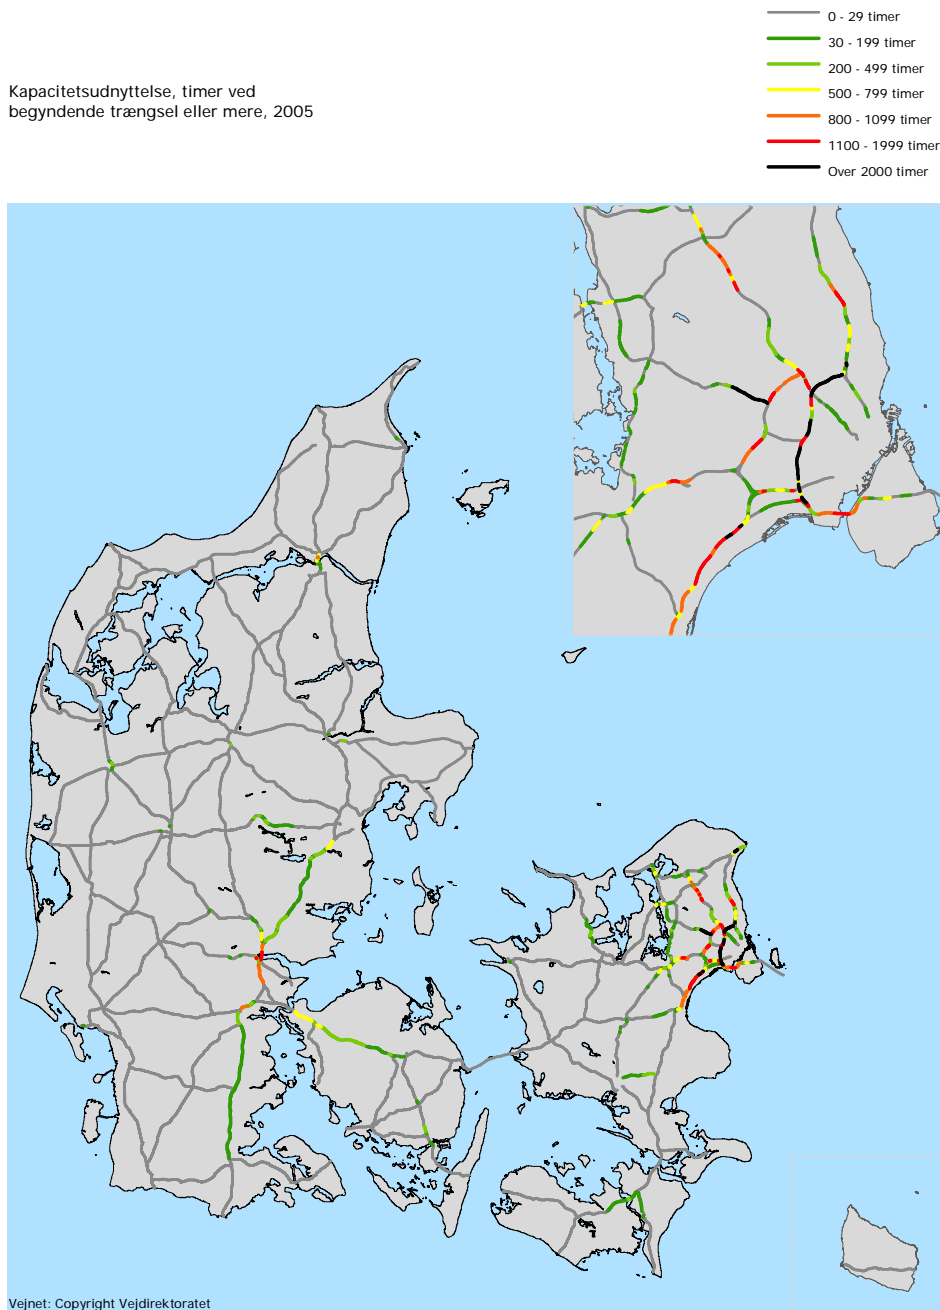 0 - 29 timer
30 - 199 timer
200 - 499 timer
500 - 799 timer
800 - 1099 timer
1100 - 1999 timer
Over 2000 timer
Kapacitetsudnyttelse, timer ved
begyndende trængsel eller mere, 2005
Vejnet: Copyright Vejdirektoratet